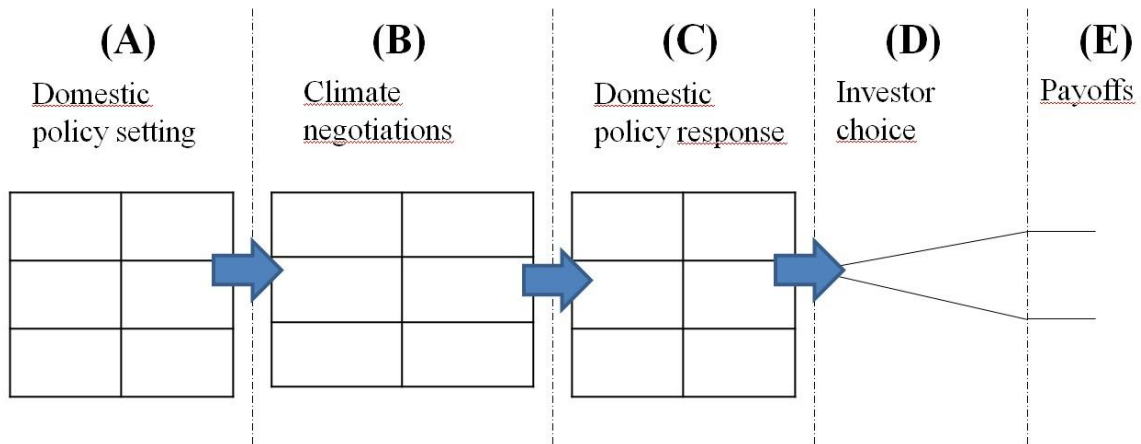 (A)
Domestic
policy setting
(B)
Climate
negotiations
(C)
Domestic
policy response
(D)
Investor
choice
(E)
Payoffs